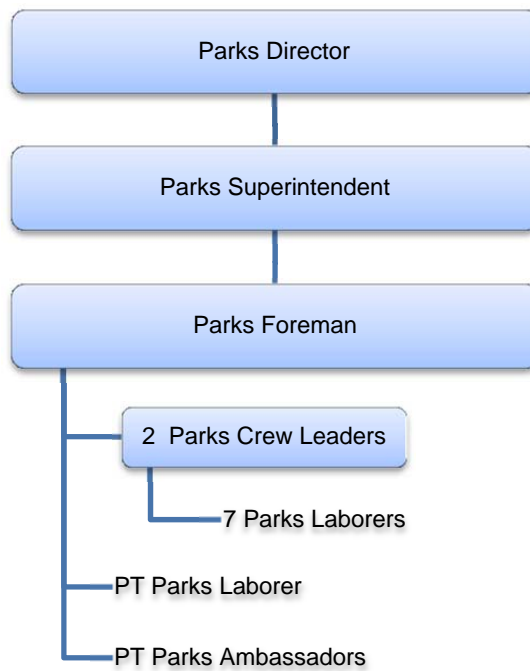 Parks Director
Parks Superintendent
Parks Foreman
2 Parks Crew Leaders
7 Parks Laborers
PT Parks Laborer
PT Parks Ambassadors